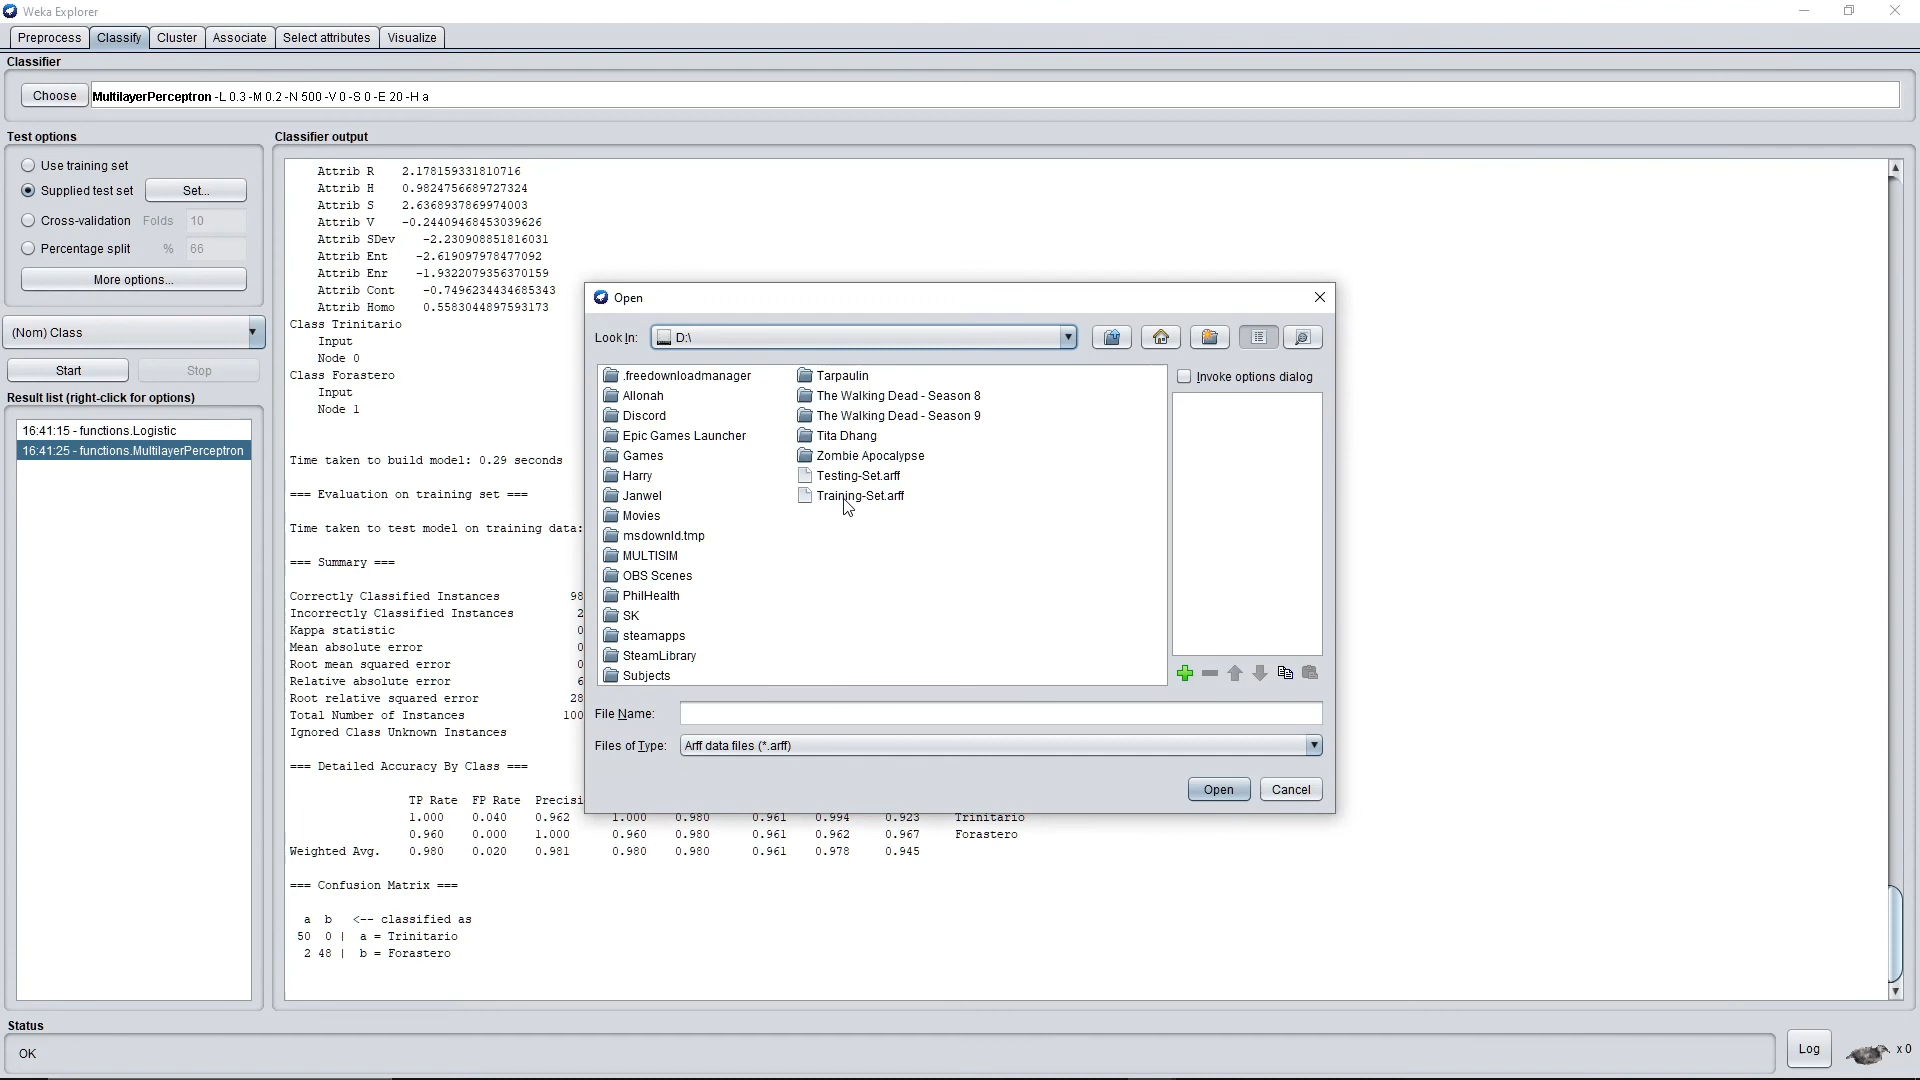 Weka Explorer
Preprocess Classify Cluster Associate Select attributes Visualize
Classifier
Choose MultilayerPerceptron -L 0.3 -M 0.2 -N 500 -V 0 -S 0 -E 20 -H a
Test options
Use training set
Supplied test set Set...
Cross-validation Folds 10
Percentage split % 66
More options...
(Nom) Class
Start Stop
Result list (right-click for options)
16:41:15 - functions.Logistic
16:41:25 - functions.MultilayerPerceptron
Classifier output
Attrib R 2.178159331810716
Attrib H 0.9824756689727324
Attrib S 2.6368937869974003
Attrib V -0.24409468453039626
Attrib SDev -2.230908851816031
Attrib Ent -2.619097978477092
Attrib Enr -1.9322079356370159
Attrib Cont -0.7496234434685343
Attrib Homo 0.5583044897593173
Class Trinitario
Input
Node 0
Class Forastero
Input
Node 1
Time taken to build model: 0.29 seconds
=== Evaluation on training set ===
Time taken to test model on training data:
=== Summary ===
Correctly Classified Instances 98
Incorrectly Classified Instances 2
Kappa statistic 0
Mean absolute error 0
Root mean squared error 0
Relative absolute error 6
Root relative squared error 28
Total Number of Instances 100
Ignored Class Unknown Instances
=== Detailed Accuracy By Class ===
TP Rate FP Rate Precisi
1.000 0.040 0.962 1.000 0.980 0.961 0.994 0.923 Trinitario
0.960 0.000 1.000 0.960 0.980 0.961 0.962 0.967 Forastero
Weighted Avg. 0.980 0.020 0.981 0.980 0.980 0.961 0.978 0.945
=== Confusion Matrix ===
a b <-- classified as
50 0 | a = Trinitario
2 48 | b = Forastero
Open
Look In: D:\
.freedownloadmanager
Allonah
Discord
Epic Games Launcher
Games
Harry
Janwel
Movies
msdownld.tmp
MULTISIM
OBS Scenes
PhilHealth
SK
steamapps
SteamLibrary
Subjects
Tarpaulin
The Walking Dead - Season 8
The Walking Dead - Season 9
Tita Dhang
Zombie Apocalypse
Testing-Set.arff
Training-Set.arff
Invoke options dialog
File Name:
Files of Type: Arff data files (*.arff)
Open Cancel
Status
OK
Log x 0